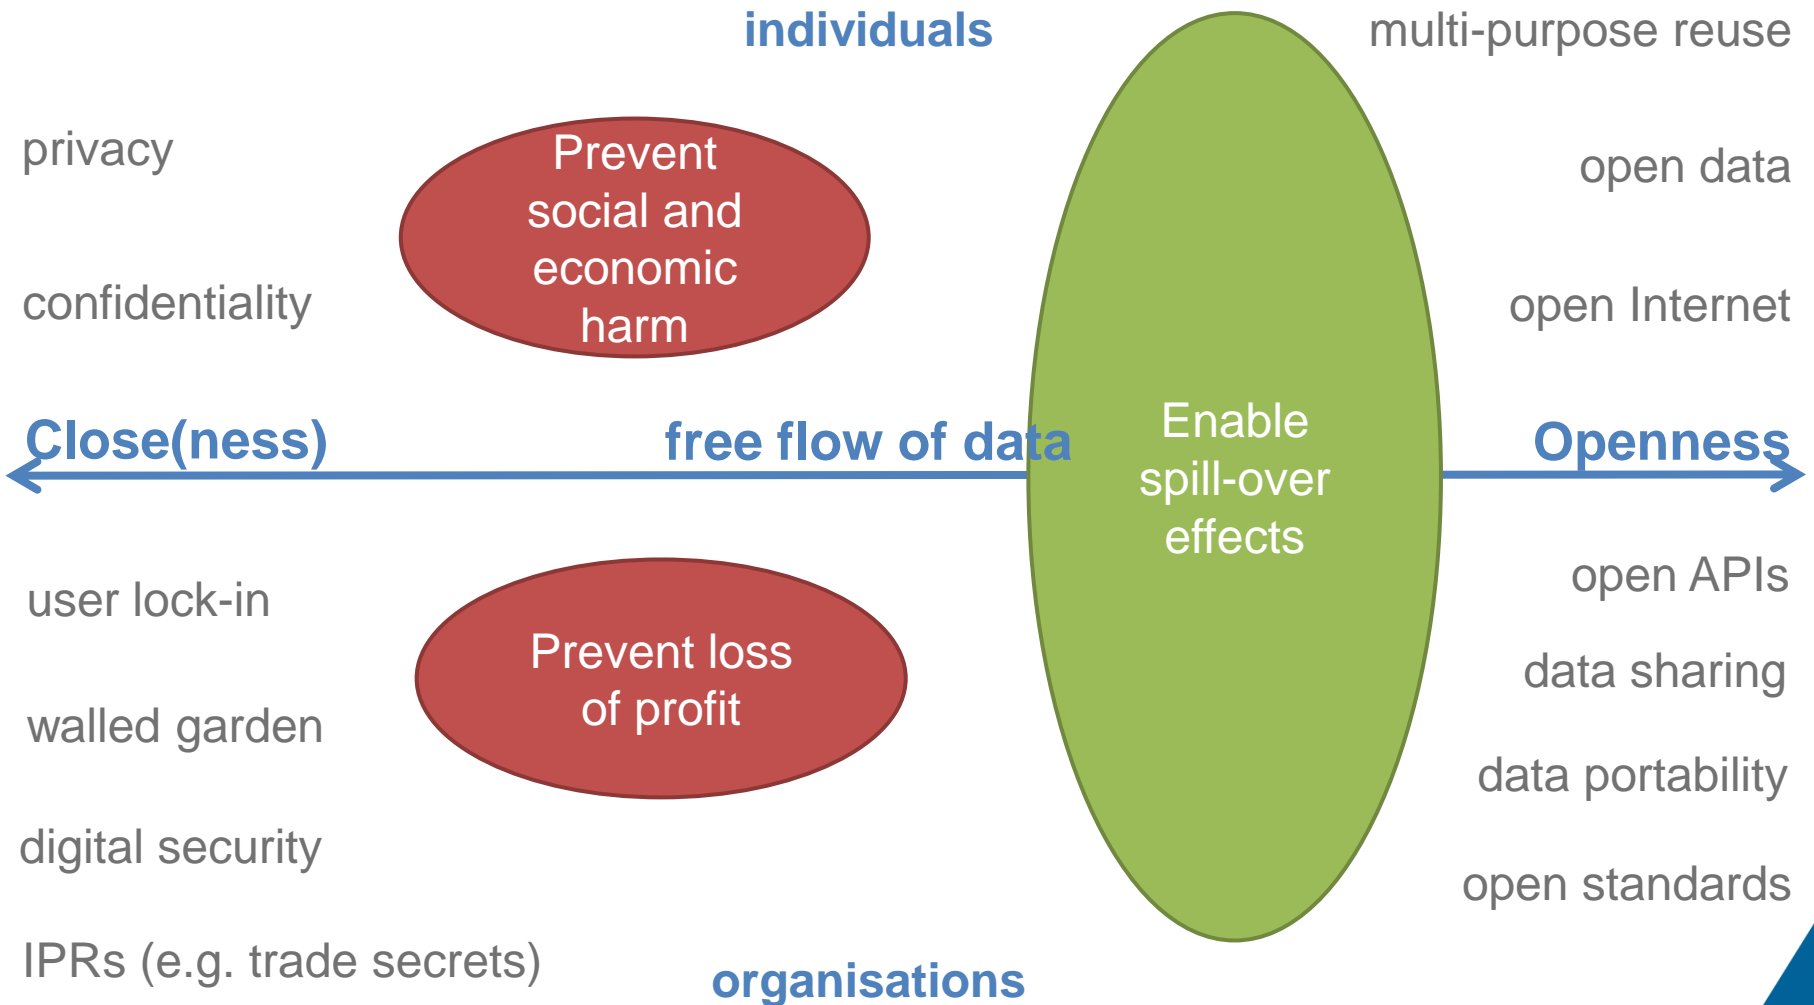 individuals
multi-purpose reuse
privacy
Prevent
social and
economic
harm
open data
confidentiality
open Internet
Close(ness)
free flow of data
Enable
spill-over
effects
Openness
user lock-in
open APIs
Prevent loss
of profit
data sharing
walled garden
data portability
digital security
open standards
IPRs (e.g. trade secrets)
organisations